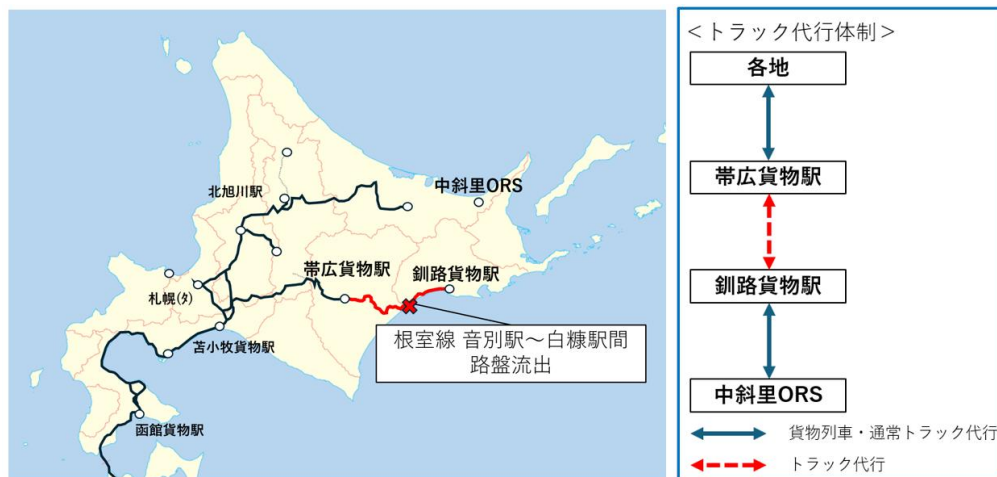 北旭川駅
中斜里ORS
帯広貨物駅
釧路貨物駅
札幌(ﾀ)
苫小牧貨物駅
根室線 音別駅～白糠駅間
路盤流出
函館貨物駅
＜トラック代行体制＞
各地
帯広貨物駅
釧路貨物駅
中斜里ORS
貨物列車・通常トラック代行
トラック代行